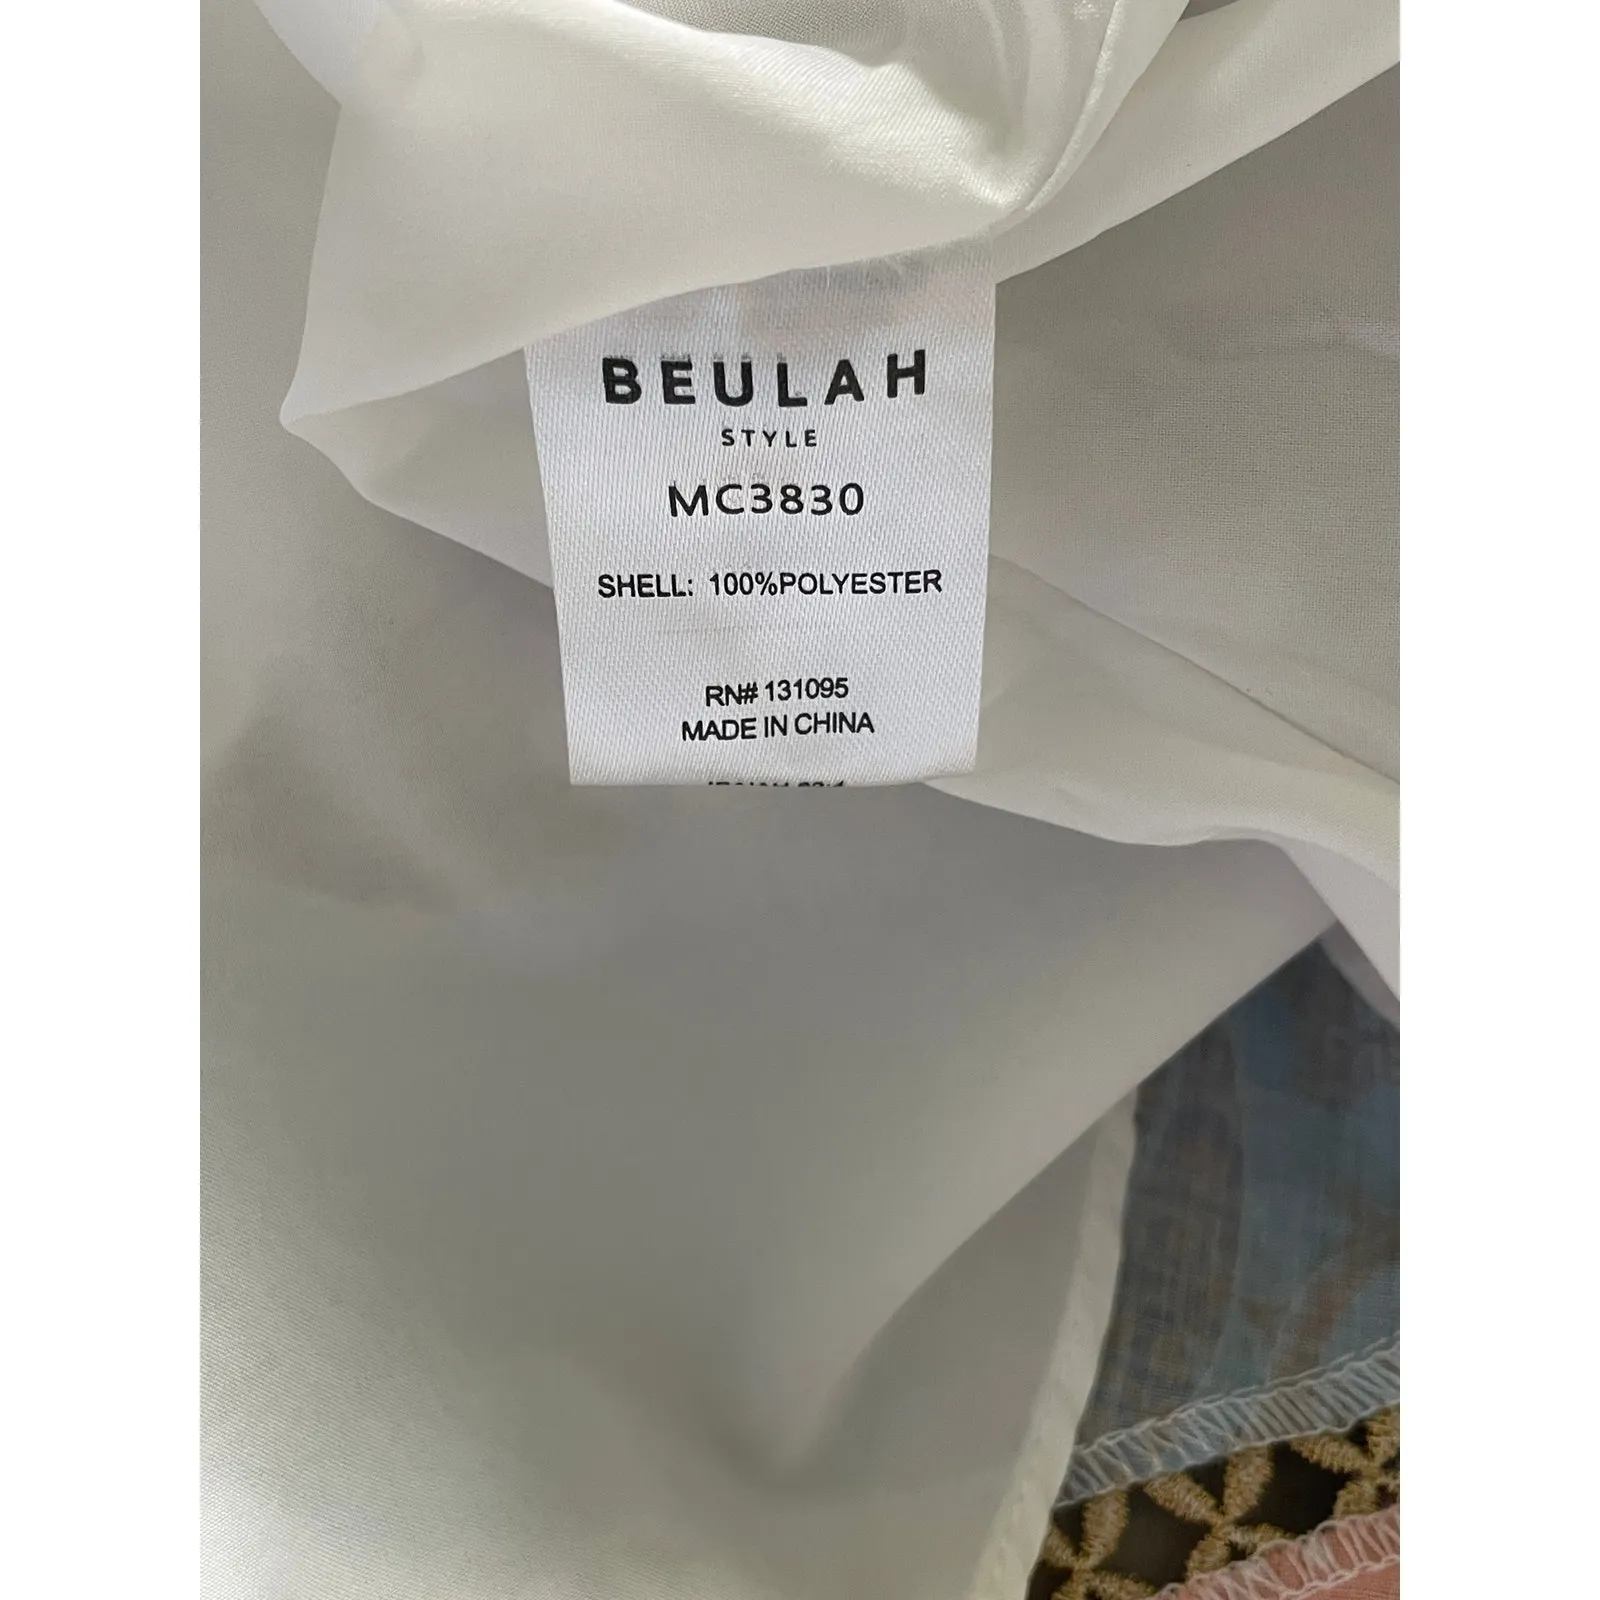 BEULAH
STYLE
MC3830
SHELL: 100%POLYESTER
RN# 131095
MADE IN CHINA